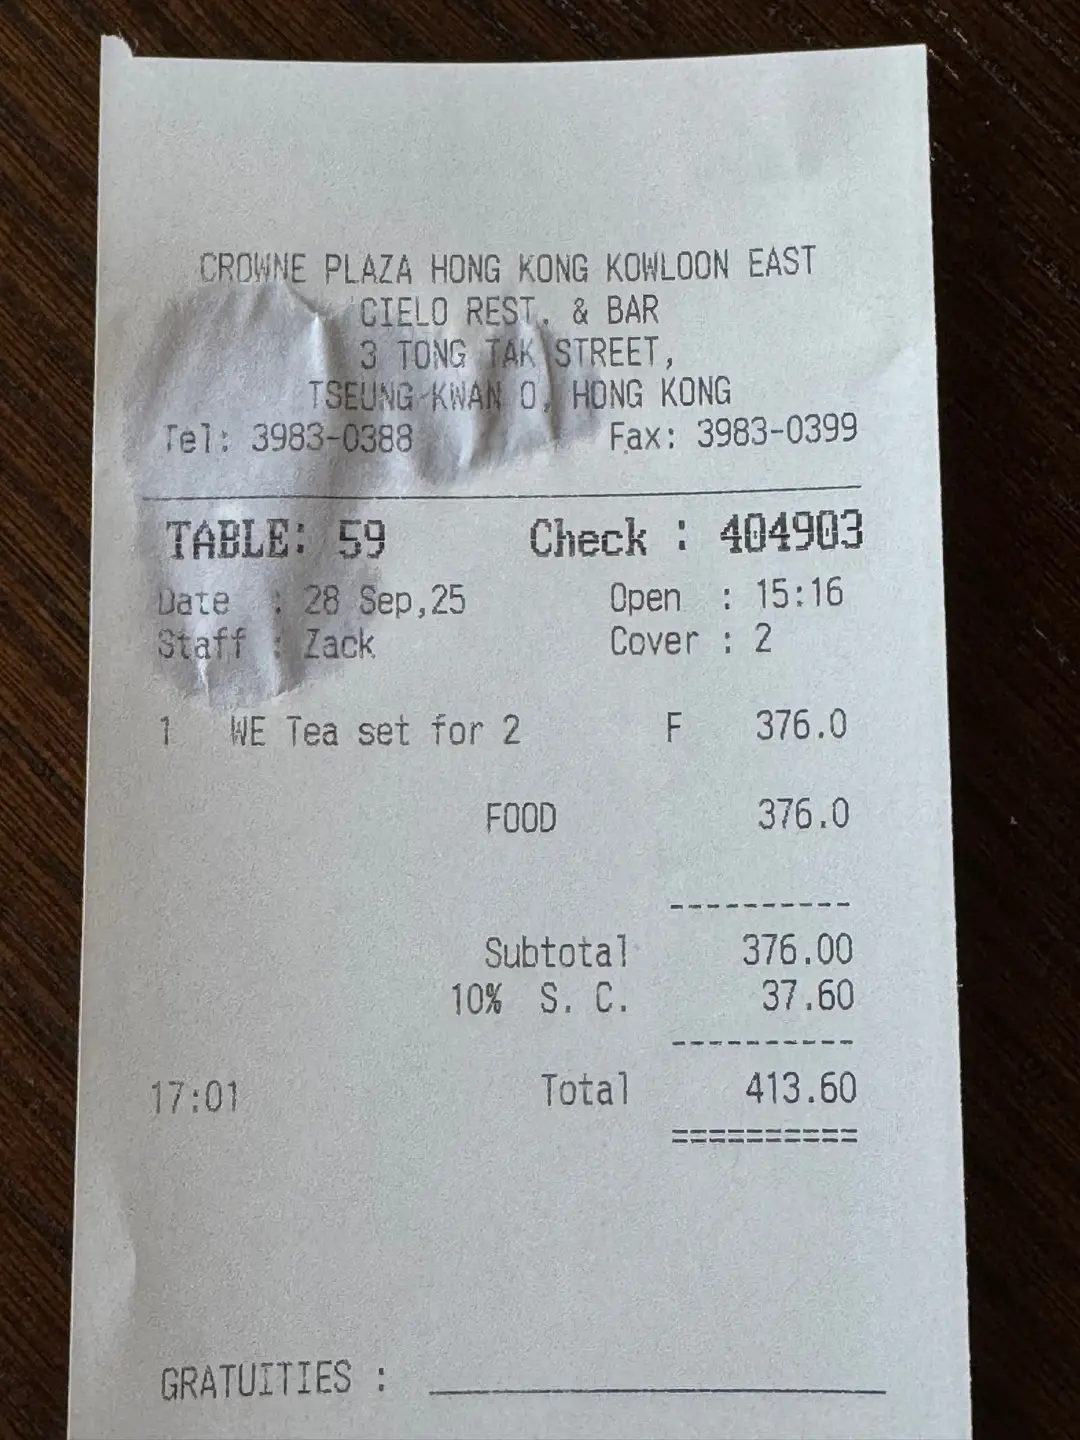 CROWNE PLAZA HONG KONG KOWLOON EAST
CIELO REST. & BAR
3 TONG TAK STREET,
TSEUNG KWAN O, HONG KONG
Tel: 3983-0388 Fax: 3983-0399
TABLE: 59 Check : 404903
Date : 28 Sep,25 Open : 15:16
Staff : Zack Cover : 2
1 WE Tea set for 2 F 376.0
FOOD 376.0
----------
Subtotal 376.00
10% S. C. 37.60
----------
17:01 Total 413.60
==========
GRATUITIES : ____________________